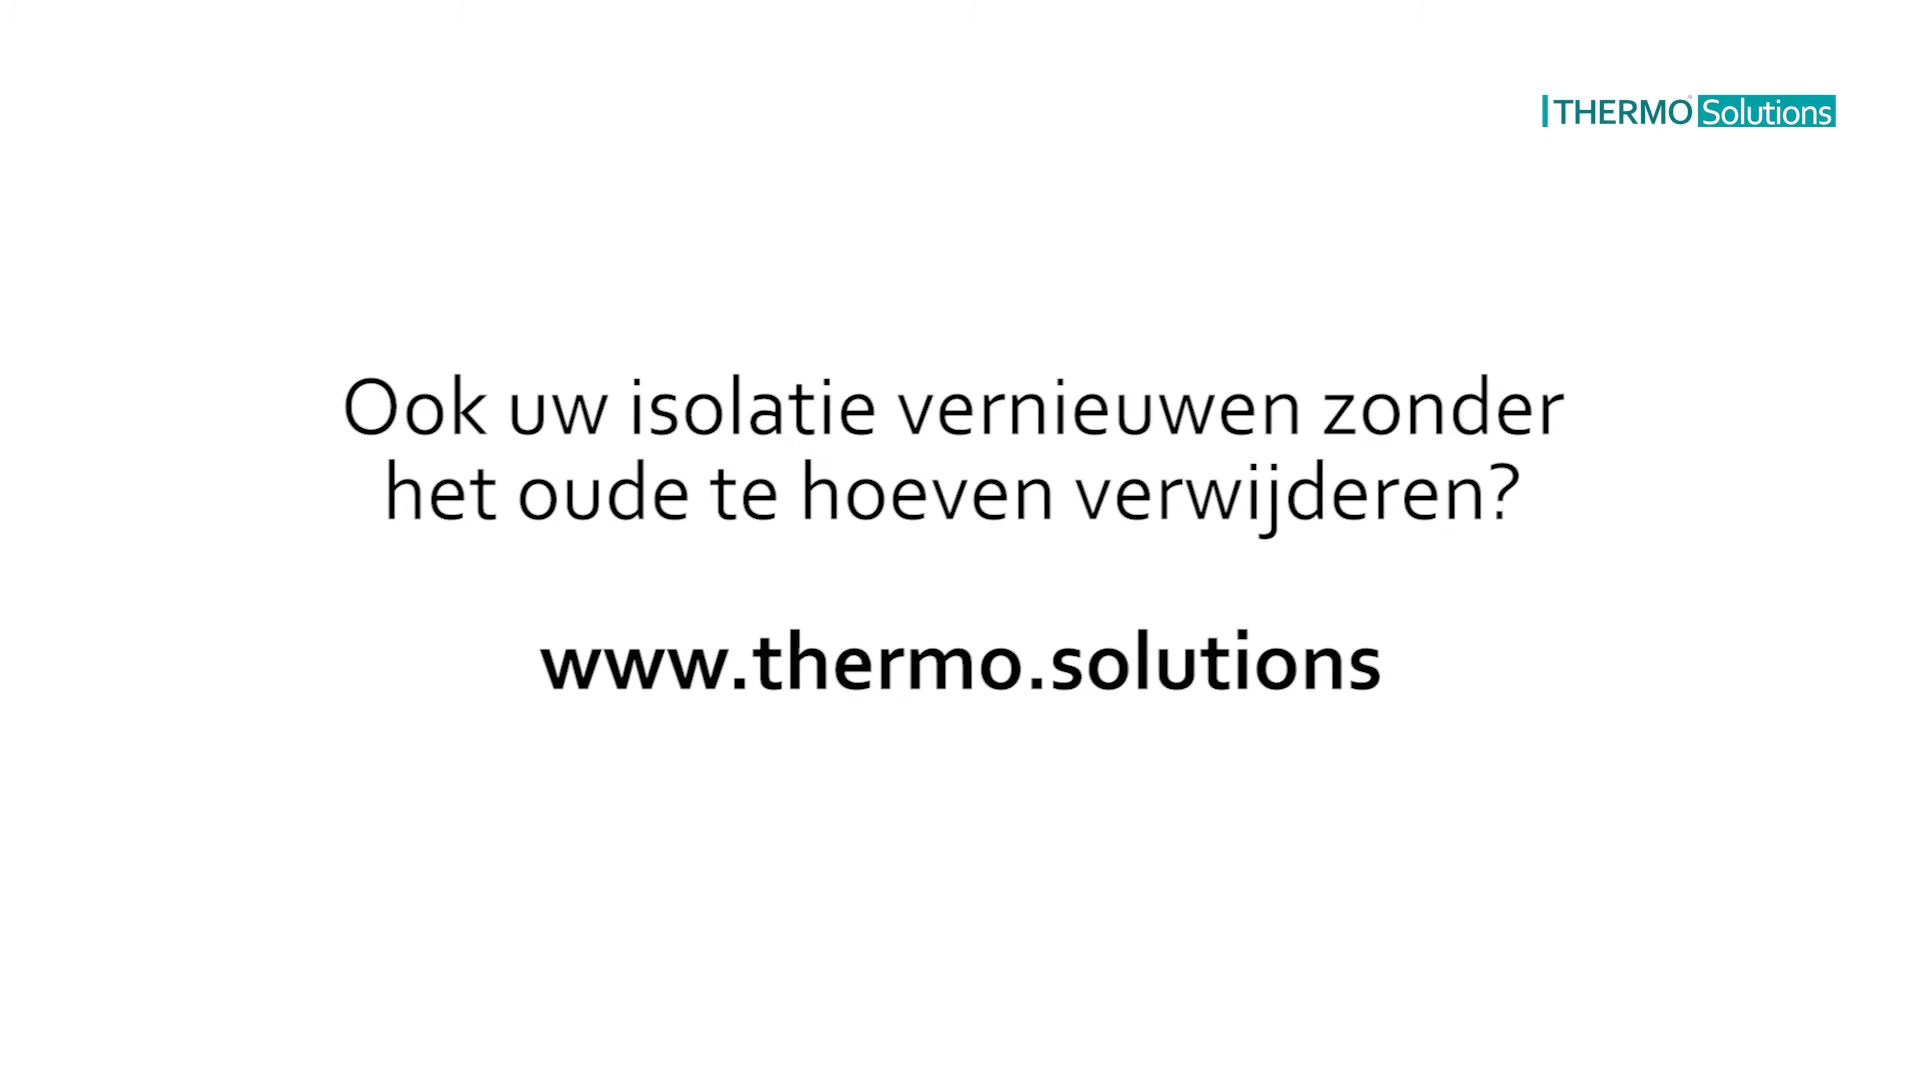 THERMO Solutions
Ook uw isolatie vernieuwen zonder
het oude te hoeven verwijderen?
www.thermo.solutions